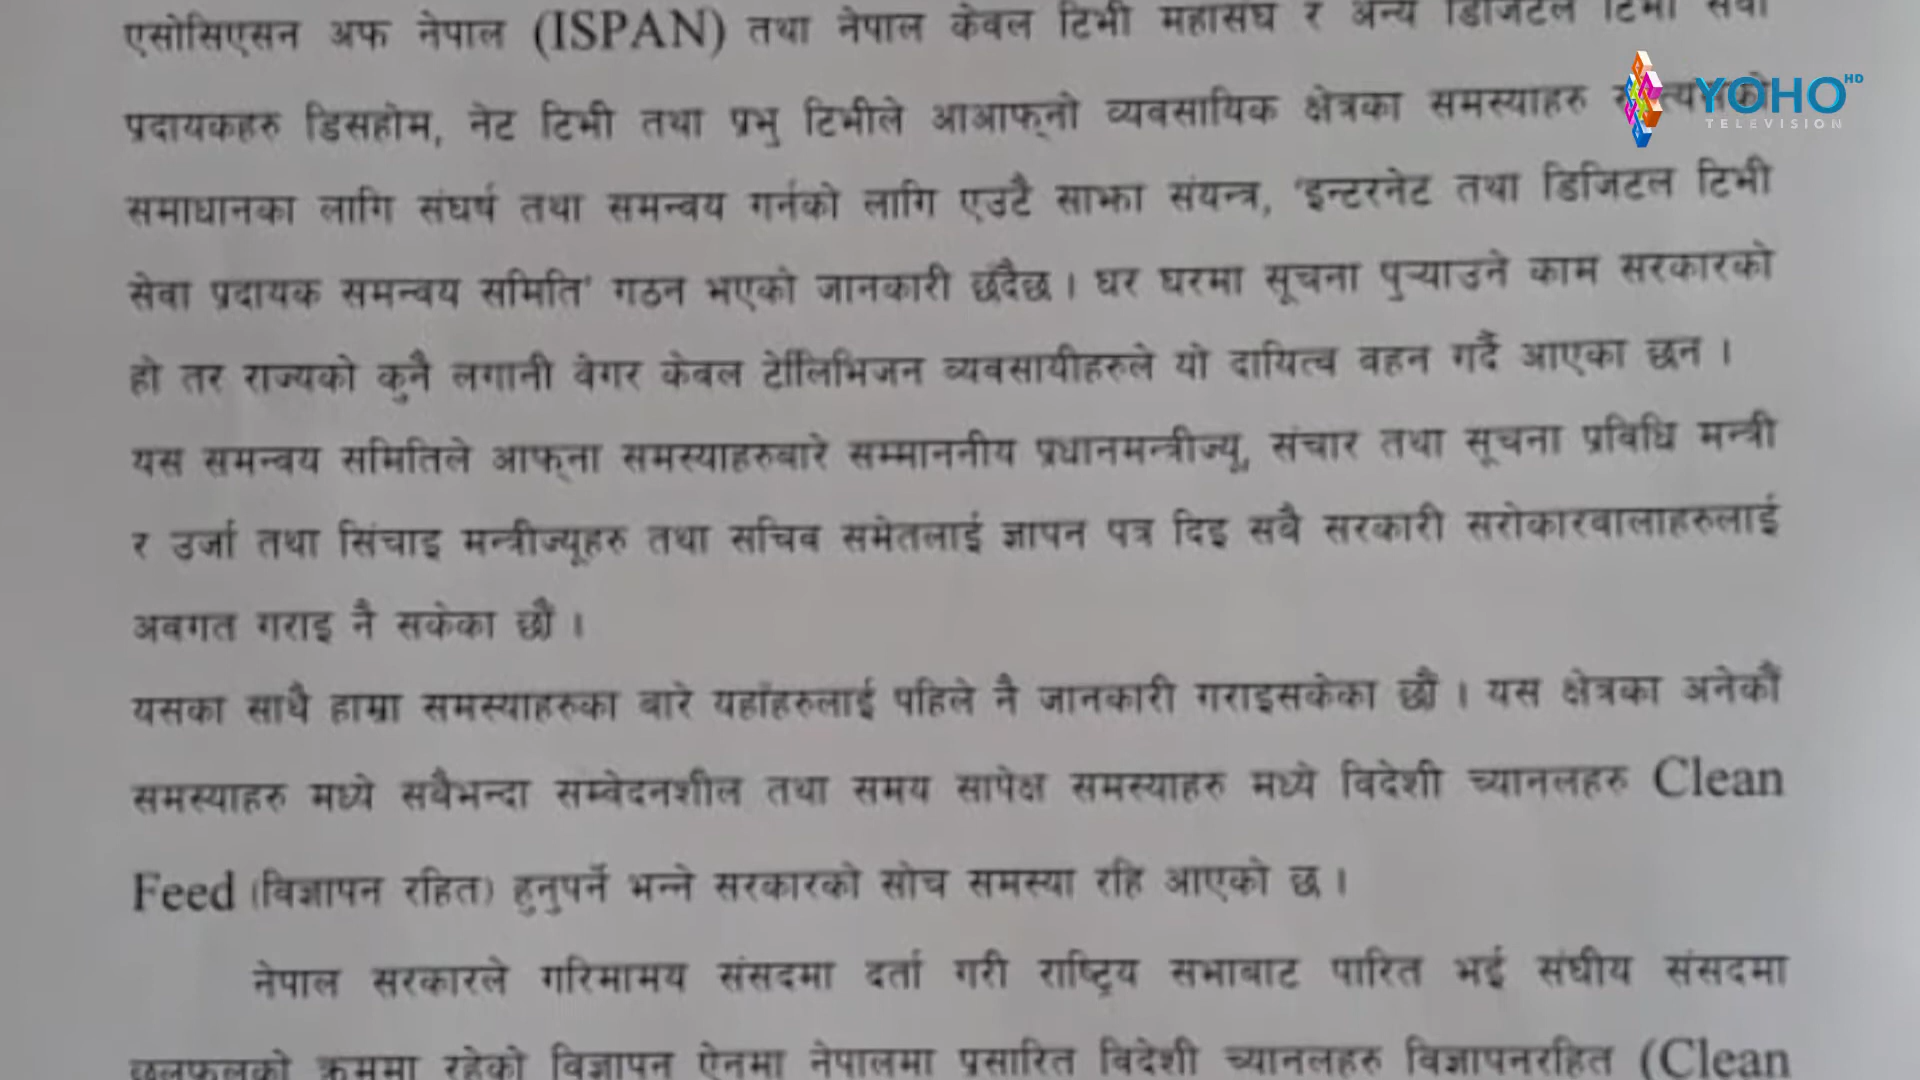 एसोसिएसन अफ नेपाल (ISPAN) तथा नेपाल केवल टिभी महासंघ र अन्य डिजिटल टिभी सेवा
प्रदायकहरु डिसहोम, नेट टिभी तथा प्रभु टिभीले आआफ्नो व्यवसायिक क्षेत्रका समस्याहरु
समाधानका लागि संघर्ष तथा समन्वय गर्नको लागि एउटै साझा संयन्त्र, 'इन्टरनेट तथा डिजिटल टिभी
सेवा प्रदायक समन्वय समिति' गठन भएको जानकारी छँदैछ । घर घरमा सूचना पुऱ्याउने काम सरकारको
हो तर राज्यको कुनै लगानी वेगर केवल टेलिभिजन व्यवसायीहरुले यो दायित्व वहन गर्दै आएका छन ।
यस समन्वय समितिले आफ्ना समस्याहरुबारे सम्माननीय प्रधानमन्त्रीज्यू, संचार तथा सूचना प्रविधि मन्त्री
र उर्जा तथा सिंचाइ मन्त्रीज्यूहरु तथा सचिव समेतलाई ज्ञापन पत्र दिइ सवै सरकारी सरोकारवालाहरुलाई
अवगत गराइ नै सकेका छौं ।
यसका साथै हाम्रा समस्याहरुका बारे यहाँहरुलाई पहिले नै जानकारी गराइसकेका छौं । यस क्षेत्रका अनेकौं
समस्याहरु मध्ये सवैभन्दा सम्वेदनशील तथा समय सापेक्ष समस्याहरु मध्ये विदेशी च्यानलहरु Clean
Feed (विज्ञापन रहित) हुनुपर्ने भन्ने सरकारको सोच समस्या रहि आएको छ ।
नेपाल सरकारले गरिमामय संसदमा दर्ता गरी राष्ट्रिय सभाबाट पारित भई संघीय संसदमा
छलफलको क्रममा रहेको विज्ञापन ऐनमा नेपालमा प्रसारित विदेशी च्यानलहरु विज्ञापनरहित (Clean
YOHO HD
TELEVISION